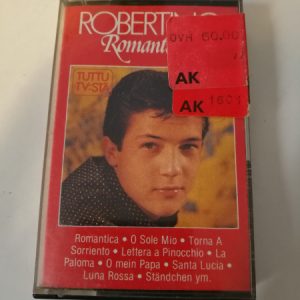 ROBERTINO
Romantica
OVH 60.00
AK
AK
TUTTU
TV:STÄ
Romantica • O Sole Mio • Torna A
Sorriento • Lettera a Pinocchio • La
Paloma • O mein Papa • Santa Lucia •
Luna Rossa • Ständchen ym.